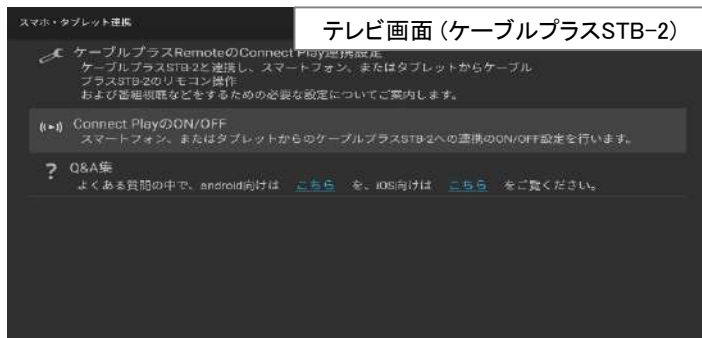 スマホ・タブレット連携
テレビ画面（ケーブルプラスSTB-2）
ケーブルプラスRemoteのConnect Play連携設定
ケーブルプラスSTB-2と連携し、スマートフォン、またはタブレットからケーブル
プラスSTB-2のリモコン操作
および番組視聴などをするための必要な設定についてご案内します。
Connect PlayのON/OFF
スマートフォン、またはタブレットからのケーブルプラスSTB-2への連携のON/OFF設定を行います。
Q&A集
よくある質問の中で、android向けは こちら を、iOS向けは こちら をご覧ください。